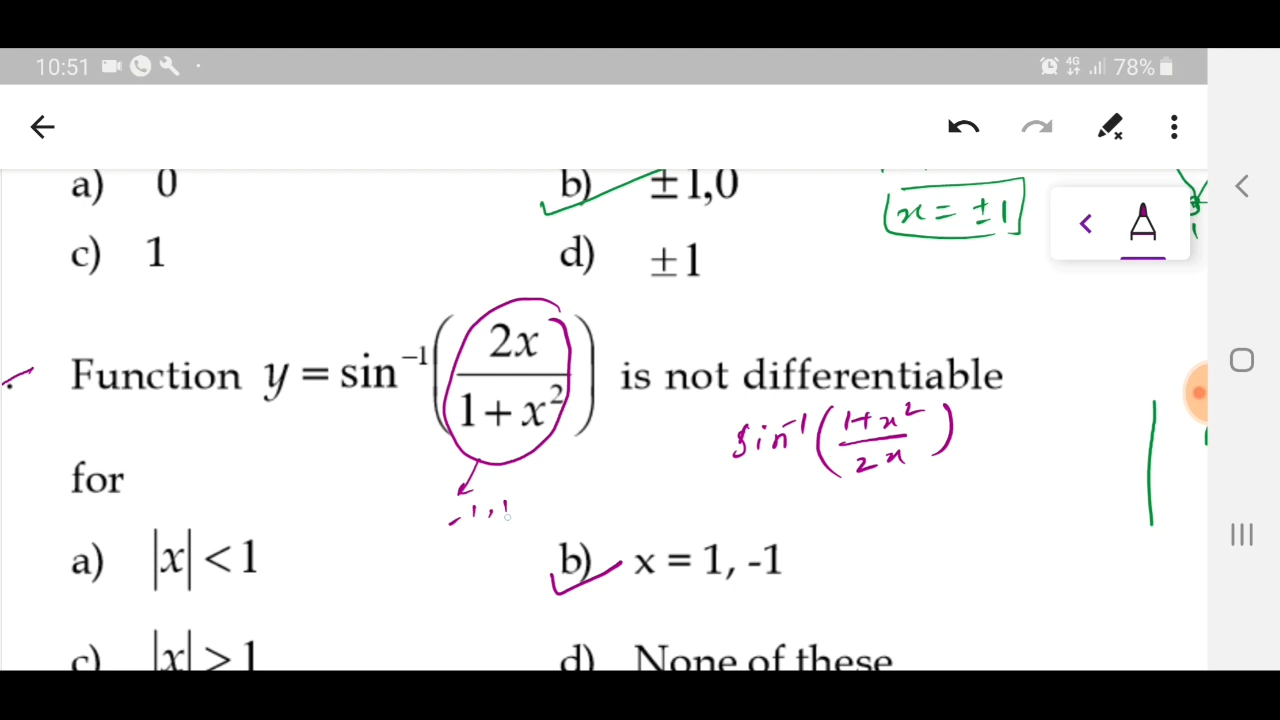 10:51 4G 78%
a) 0 b) ±1,0
x = ±1
c) 1 d) ±1
Function y = sin⁻¹(2x/(1+x²)) is not differentiable
sin⁻¹((1+x²)/2x)
for
-1, 1
a) |x| < 1 b) x = 1, -1
c) |x| > 1 d) None of these